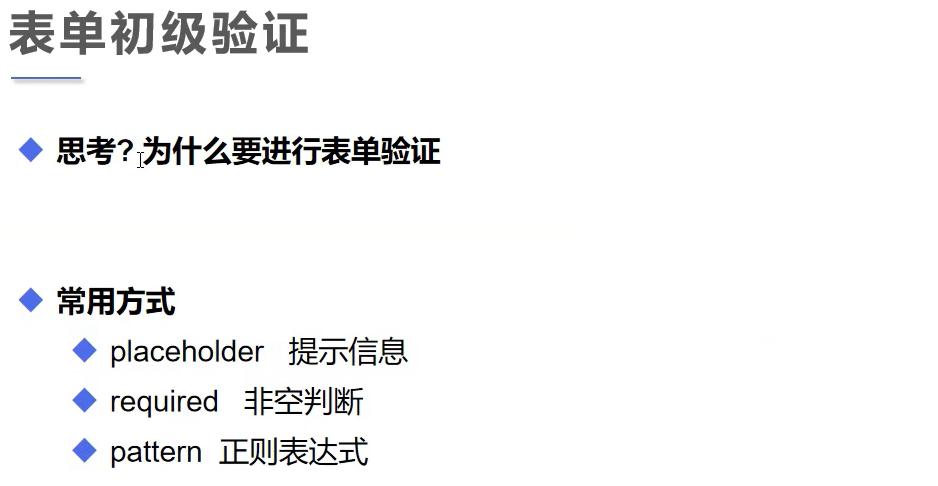 表单初级验证
思考? 为什么要进行表单验证
常用方式
placeholder 提示信息
required 非空判断
pattern 正则表达式